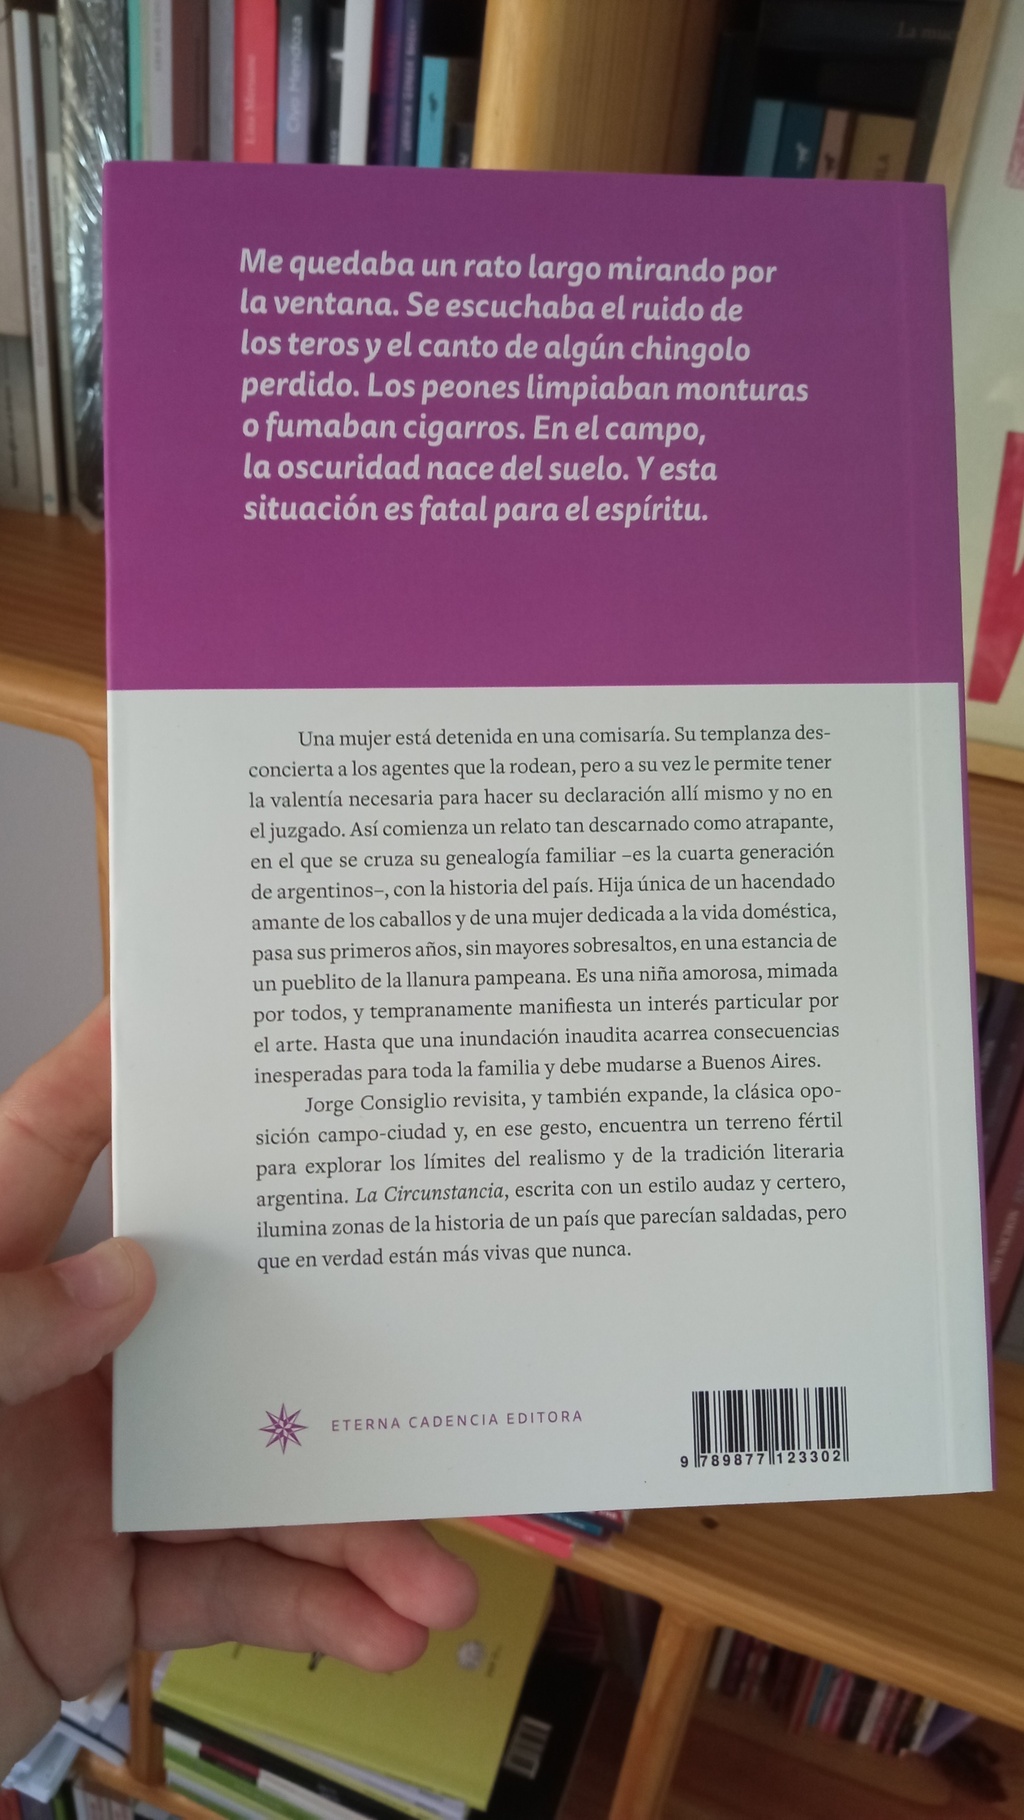 La mue
Luis Mateo
Clyo Mendoza
Me quedaba un rato largo mirando por
la ventana. Se escuchaba el ruido de
los teros y el canto de algún chingolo
perdido. Los peones limpiaban monturas
o fumaban cigarros. En el campo,
la oscuridad nace del suelo. Y esta
situación es fatal para el espíritu.
Una mujer está detenida en una comisaría. Su templanza des-
concierta a los agentes que la rodean, pero a su vez le permite tener
la valentía necesaria para hacer su declaración allí mismo y no en
el juzgado. Así comienza un relato tan descarnado como atrapante,
en el que se cruza su genealogía familiar –es la cuarta generación
de argentinos–, con la historia del país. Hija única de un hacendado
amante de los caballos y de una mujer dedicada a la vida doméstica,
pasa sus primeros años, sin mayores sobresaltos, en una estancia de
un pueblito de la llanura pampeana. Es una niña amorosa, mimada
por todos, y tempranamente manifiesta un interés particular por
el arte. Hasta que una inundación inaudita acarrea consecuencias
inesperadas para toda la familia y debe mudarse a Buenos Aires.
Jorge Consiglio revisita, y también expande, la clásica opo-
sición campo-ciudad y, en ese gesto, encuentra un terreno fértil
para explorar los límites del realismo y de la tradición literaria
argentina. La Circunstancia, escrita con un estilo audaz y certero,
ilumina zonas de la historia de un país que parecían saldadas, pero
que en verdad están más vivas que nunca.
ETERNA CADENCIA EDITORA
9 789877 123302